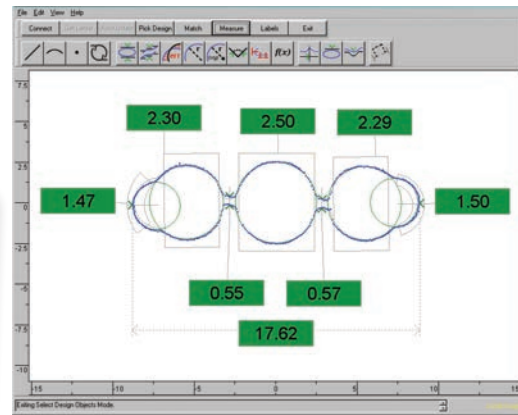 File Edit View Help
Connect Pick Design Match Measure Labels Exit
f(x)
7.5
5
2.5
0
-2.5
-5
-7.5
-10
2.30 2.50 2.29
1.47 1.50
0.55 0.57
17.62
-15 -10 -5 0 5 10 15
Exiting Select Design Objects Mode.